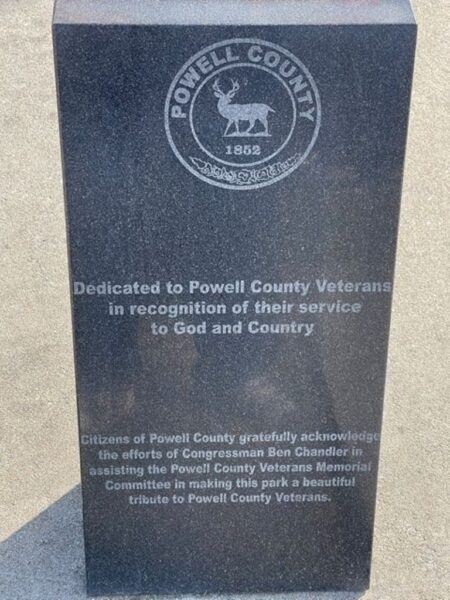 POWELL COUNTY
1852
Dedicated to Powell County Veterans
in recognition of their service
to God and Country
Citizens of Powell County gratefully acknowledge
the efforts of Congressman Ben Chandler in
assisting the Powell County Veterans Memorial
Committee in making this park a beautiful
tribute to Powell County Veterans.